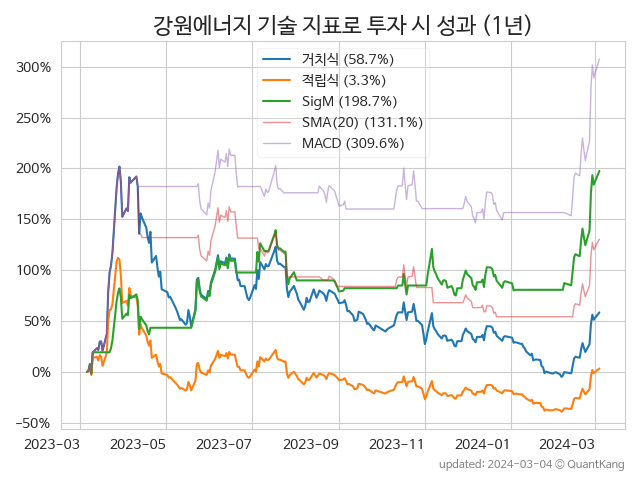 강원에너지 기술 지표로 투자 시 성과 (1년)
거치식 (58.7%)
적립식 (3.3%)
SigM (198.7%)
SMA(20) (131.1%)
MACD (309.6%)
300%
250%
200%
150%
100%
50%
0%
−50%
2023-03 2023-05 2023-07 2023-09 2023-11 2024-01 2024-03
updated: 2024-03-04 © QuantKang